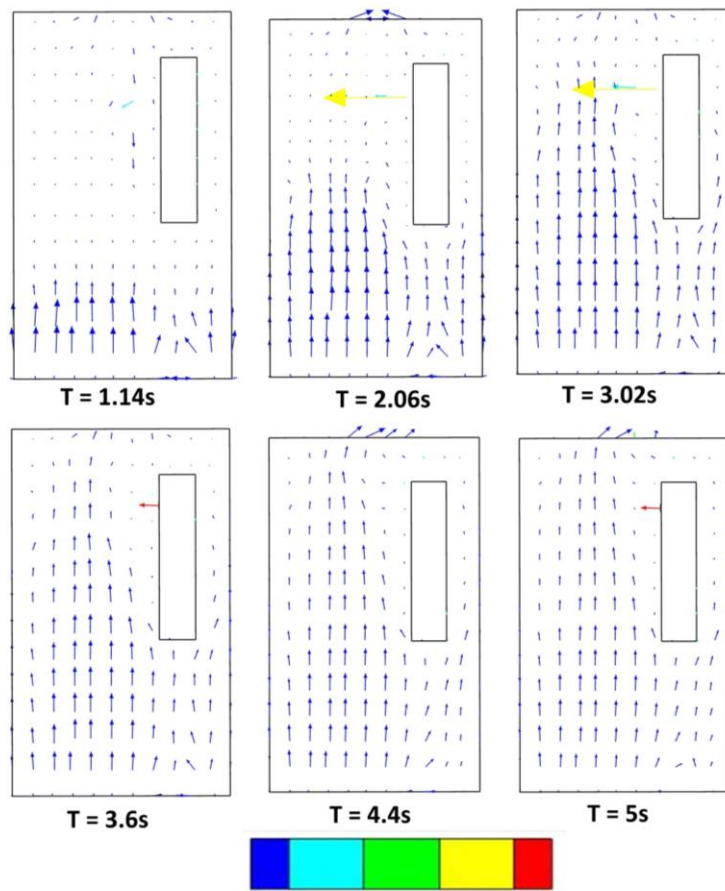 T = 1.14s
T = 2.06s
T = 3.02s
T = 3.6s
T = 4.4s
T = 5s